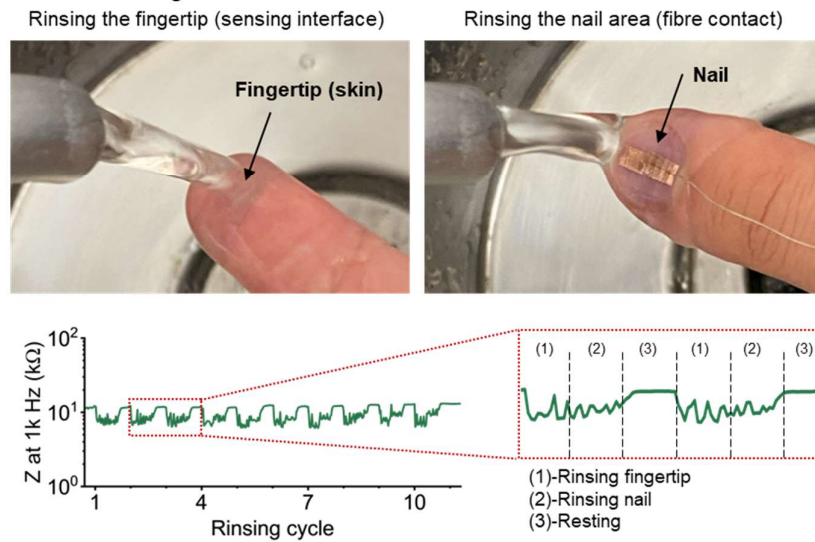 Rinsing the fingertip (sensing interface)
Rinsing the nail area (fibre contact)
Fingertip (skin)
Nail
Z at 1k Hz (kΩ)
10²
10¹
10⁰
1
4
7
10
Rinsing cycle
(1)
(2)
(3)
(1)
(2)
(3)
(1)-Rinsing fingertip
(2)-Rinsing nail
(3)-Resting